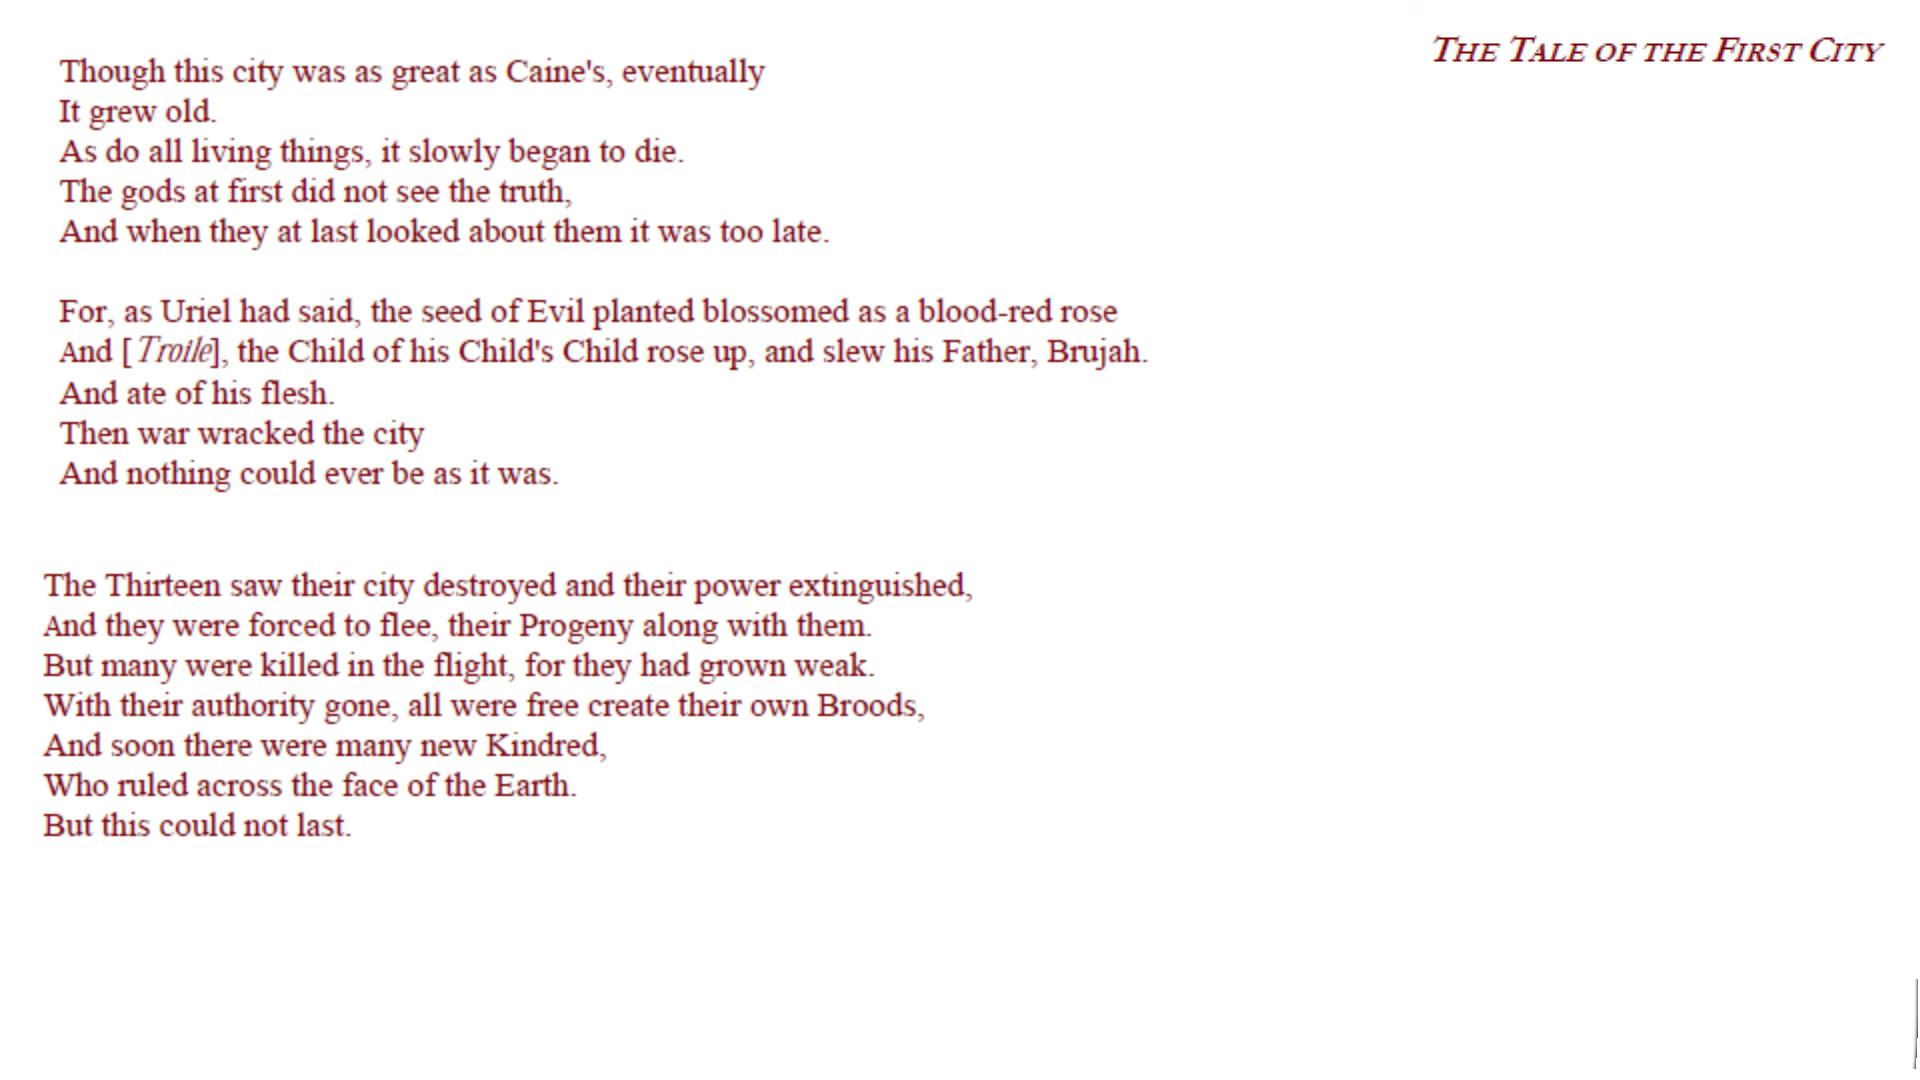 THE TALE OF THE FIRST CITY
Though this city was as great as Caine's, eventually
It grew old.
As do all living things, it slowly began to die.
The gods at first did not see the truth,
And when they at last looked about them it was too late.
For, as Uriel had said, the seed of Evil planted blossomed as a blood-red rose
And [Troile], the Child of his Child's Child rose up, and slew his Father, Brujah.
And ate of his flesh.
Then war wracked the city
And nothing could ever be as it was.
The Thirteen saw their city destroyed and their power extinguished,
And they were forced to flee, their Progeny along with them.
But many were killed in the flight, for they had grown weak.
With their authority gone, all were free create their own Broods,
And soon there were many new Kindred,
Who ruled across the face of the Earth.
But this could not last.